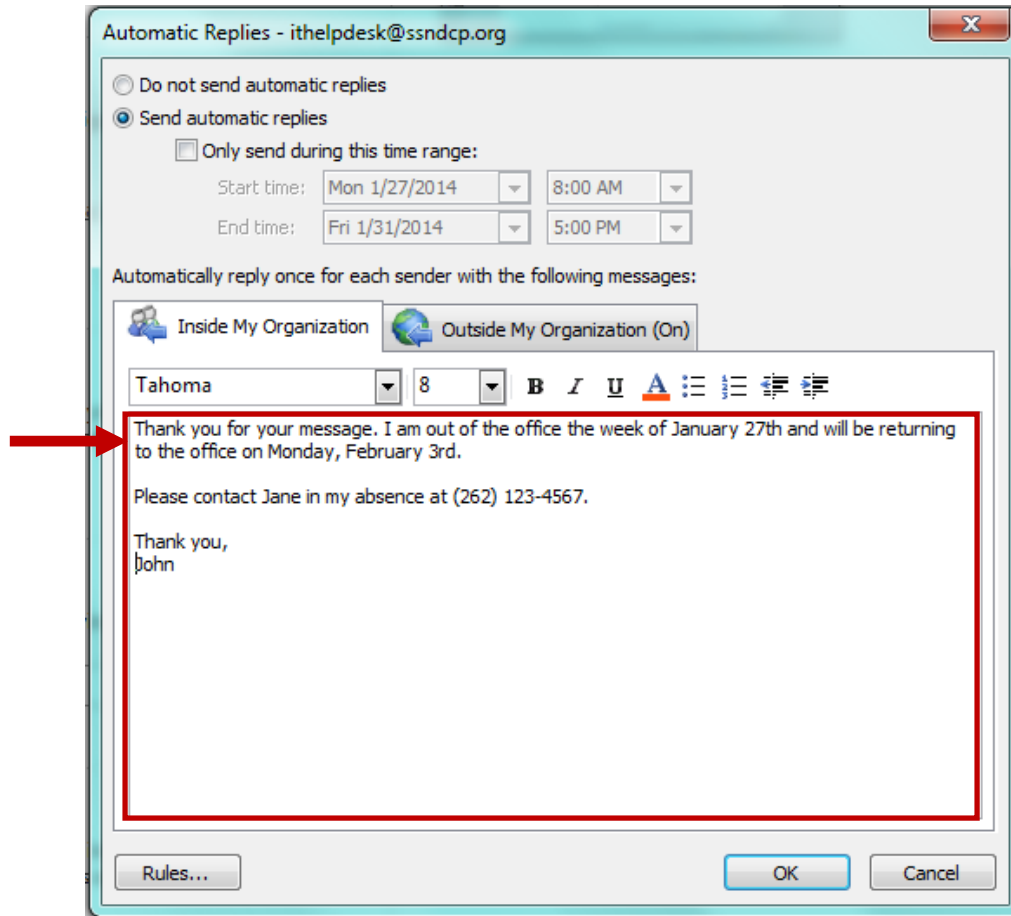 Automatic Replies - ithelpdesk@ssndcp.org
X
Do not send automatic replies
Send automatic replies
Only send during this time range:
Start time: Mon 1/27/2014 8:00 AM
End time: Fri 1/31/2014 5:00 PM
Automatically reply once for each sender with the following messages:
Inside My Organization Outside My Organization (On)
Tahoma 8 B I U A
Thank you for your message. I am out of the office the week of January 27th and will be returning
to the office on Monday, February 3rd.
Please contact Jane in my absence at (262) 123-4567.
Thank you,
John
Rules... OK Cancel